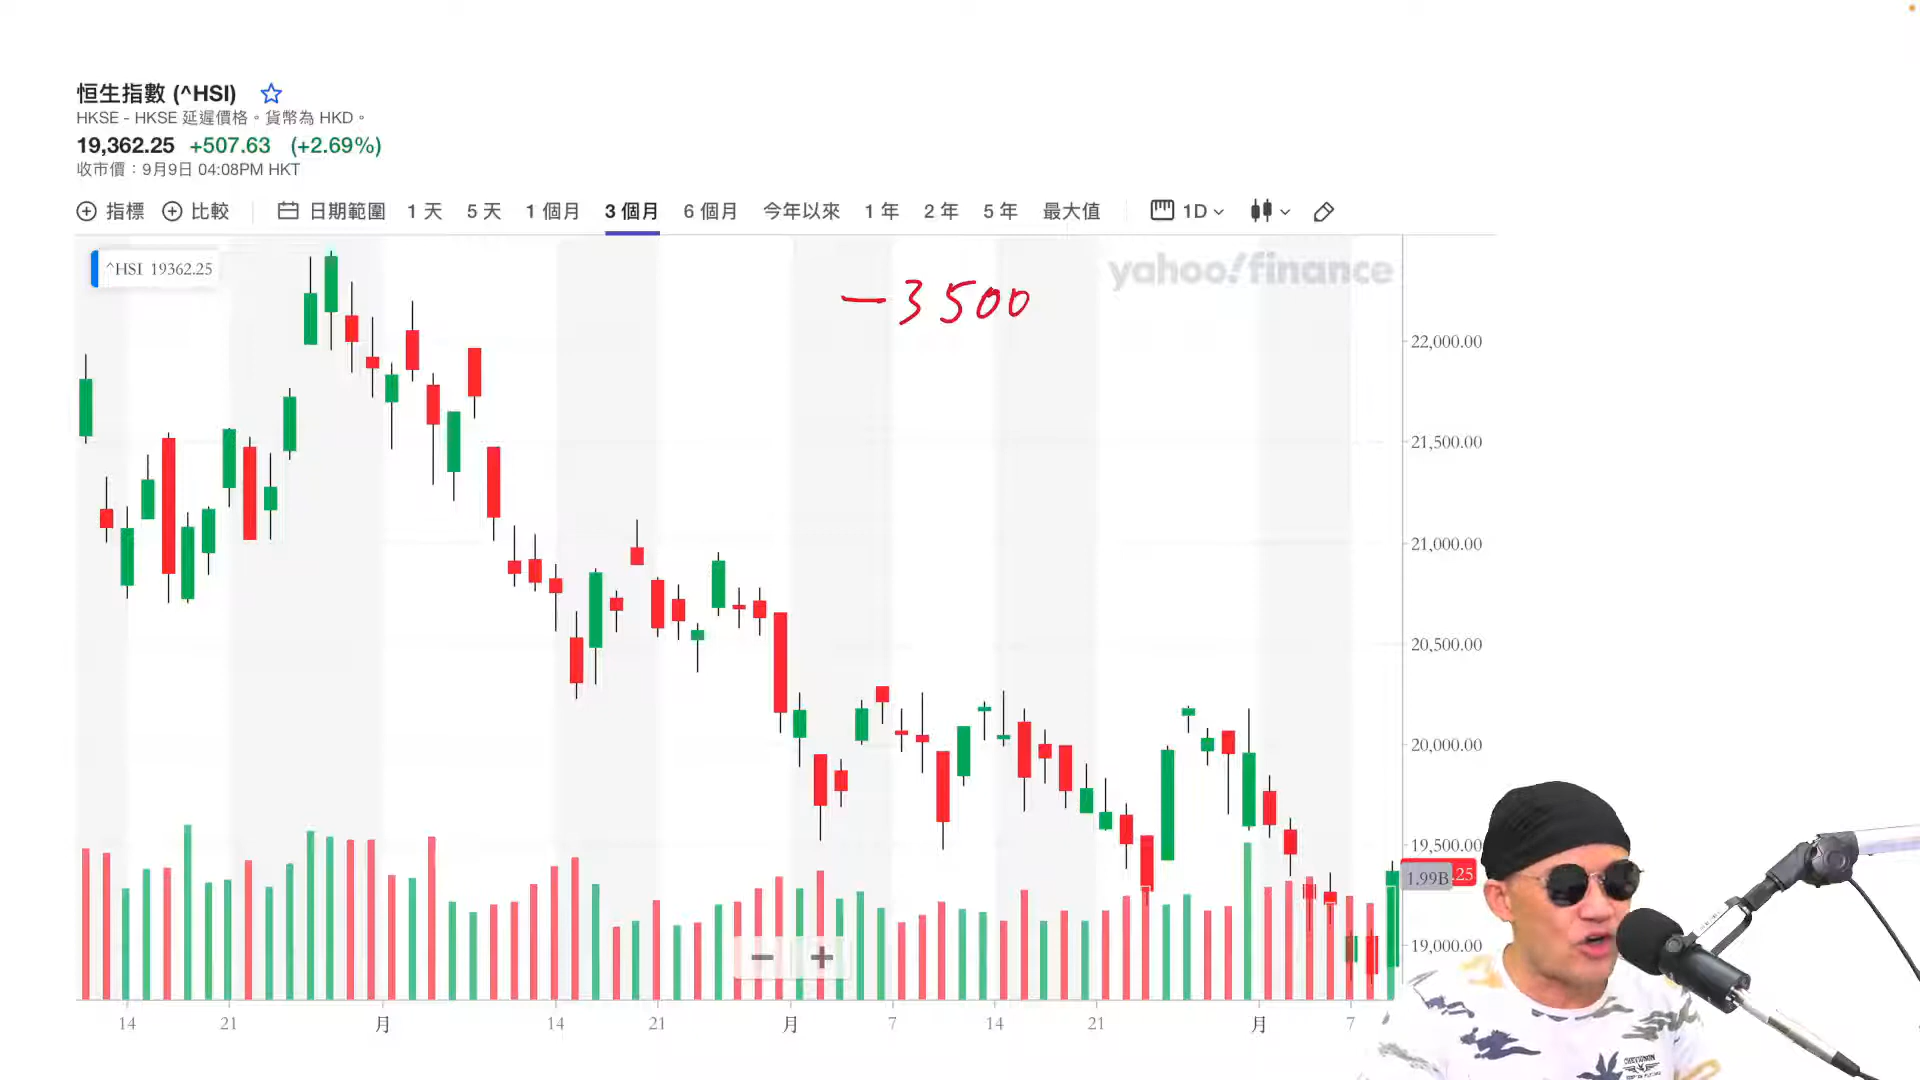 恒生指數 (^HSI)
HKSE - HKSE 延遲價格。貨幣為 HKD。
19,362.25 +507.63 (+2.69%)
收市價：9月9日 04:08PM HKT
指標 比較 日期範圍 1 天 5 天 1 個月 3 個月 6 個月 今年以來 1 年 2 年 5 年 最大值 1D
^HSI 19362.25
yahoo!finance
-3500
22,000.00
21,500.00
21,000.00
20,500.00
20,000.00
19,500.00
1.99B .25
19,000.00
14 21 月 14 21 月 7 14 21 月 7